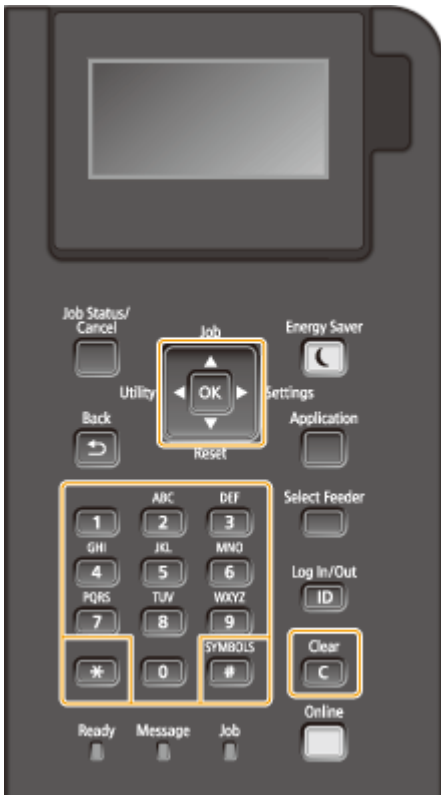 Job Status/
Cancel
Job
Energy Saver
Utility
OK
Settings
Back
Application
Reset
ABC DEF
Select Feeder
1 2 3
GHI JKL MNO
4 5 6
Log In/Out
ID
PQRS TUV WXYZ
7 8 9
SYMBOLS
Clear
* 0 #
C
Online
Ready Message Job